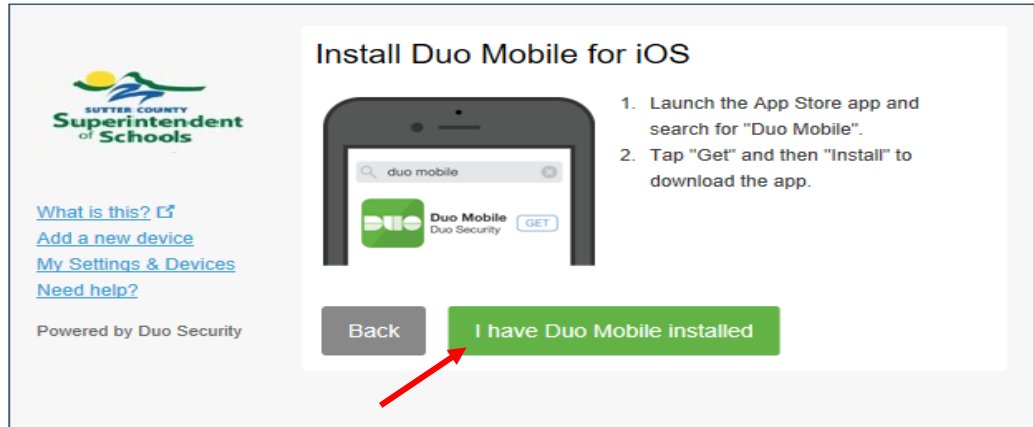 SUTTER COUNTY
Superintendent
of Schools
What is this?
Add a new device
My Settings & Devices
Need help?
Powered by Duo Security
Install Duo Mobile for iOS
duo mobile
DUO
Duo Mobile
Duo Security
GET
1. Launch the App Store app and
search for "Duo Mobile".
2. Tap "Get" and then "Install" to
download the app.
Back
I have Duo Mobile installed